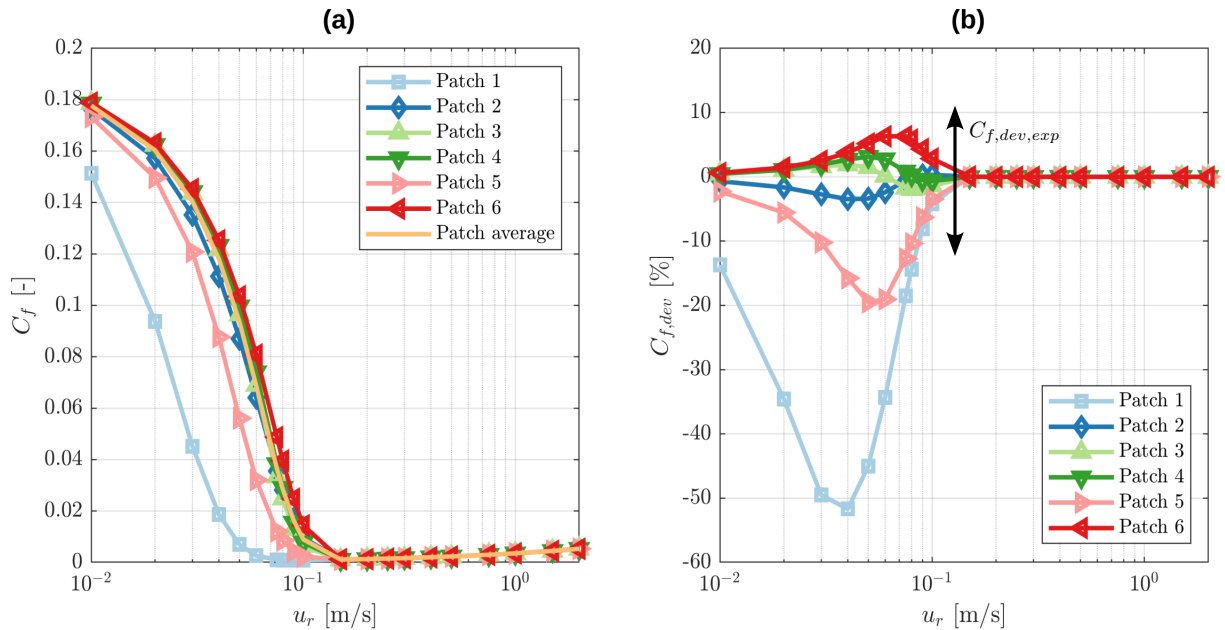 (a)
0.2
0.18
0.16
0.14
0.12
0.1
0.08
0.06
0.04
0.02
0
C_f [-]
10^{-2}
10^{-1}
10^{0}
u_r [m/s]
Patch 1
Patch 2
Patch 3
Patch 4
Patch 5
Patch 6
Patch average
(b)
20
10
0
-10
-20
-30
-40
-50
-60
C_{f,dev} [%]
10^{-2}
10^{-1}
10^{0}
u_r [m/s]
C_{f,dev,exp}
Patch 1
Patch 2
Patch 3
Patch 4
Patch 5
Patch 6